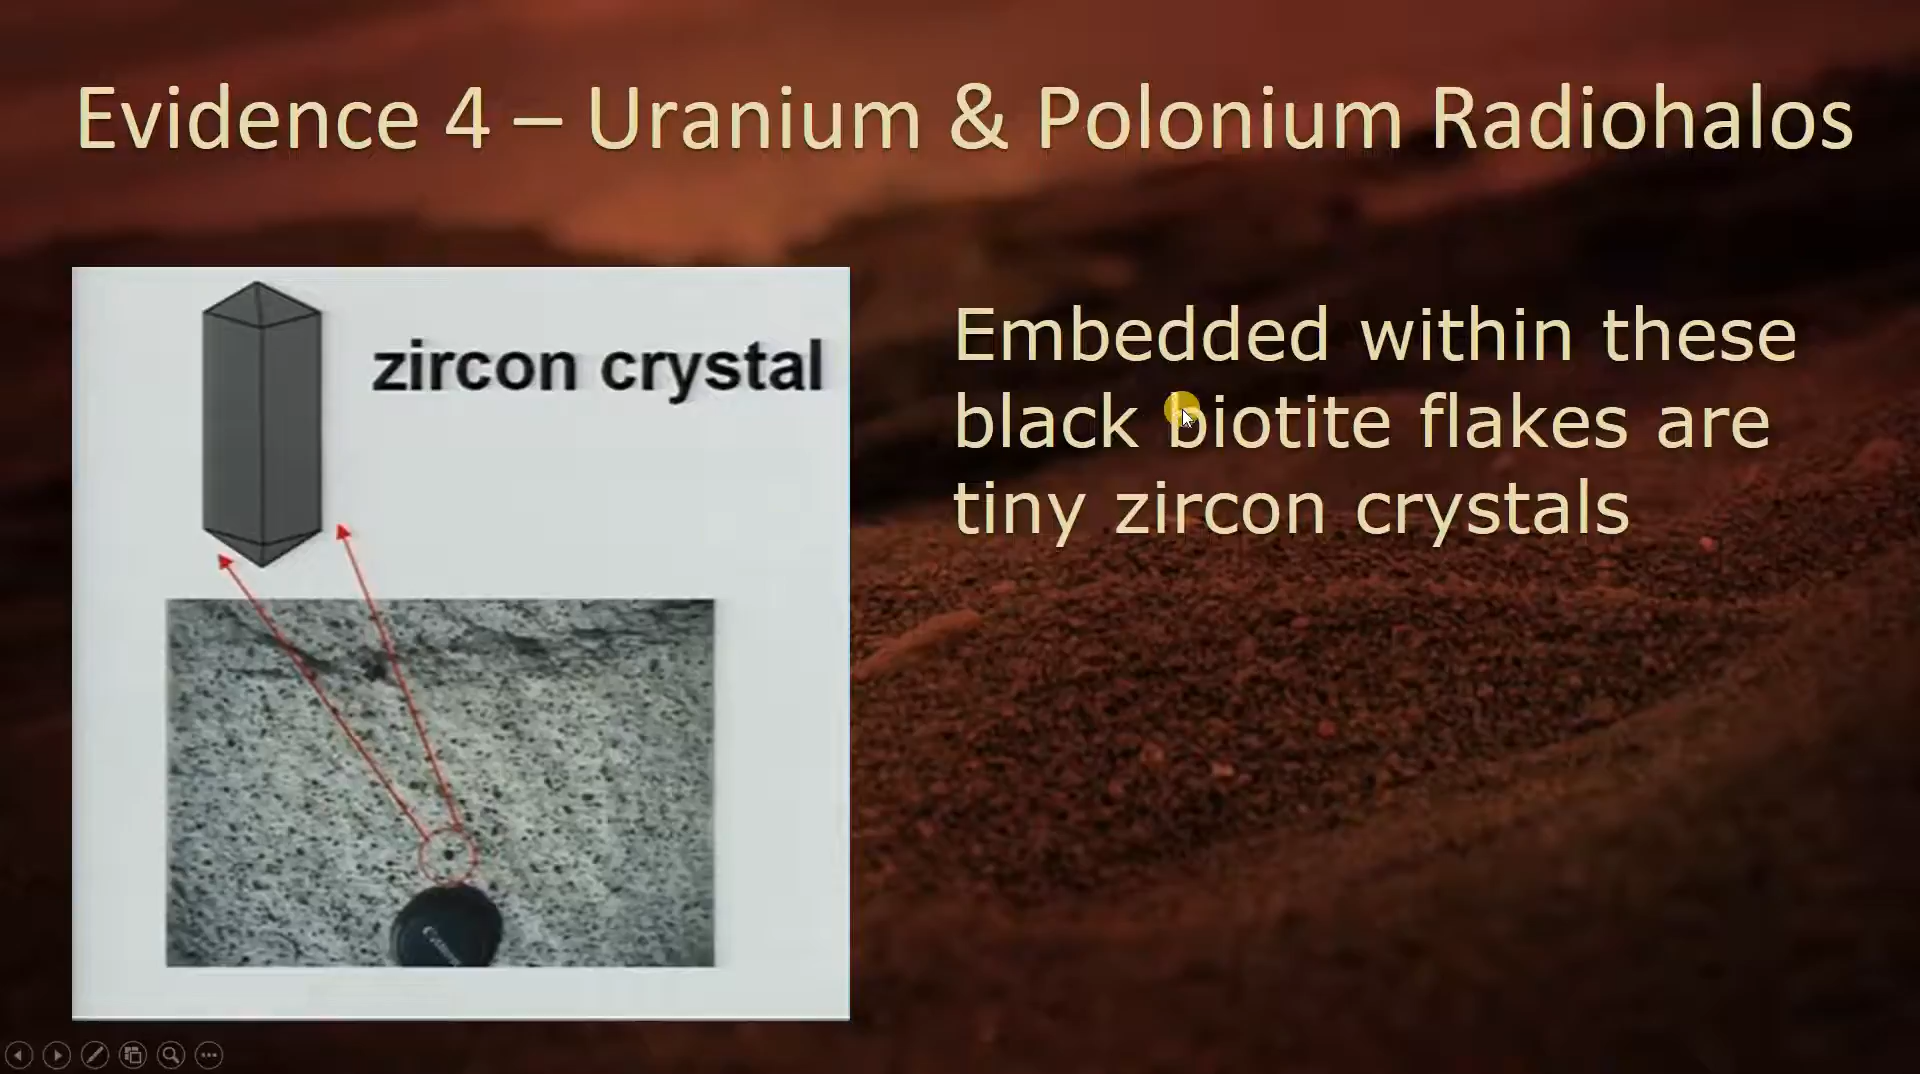 Evidence 4 – Uranium & Polonium Radiohalos
zircon crystal
Embedded within these
black biotite flakes are
tiny zircon crystals